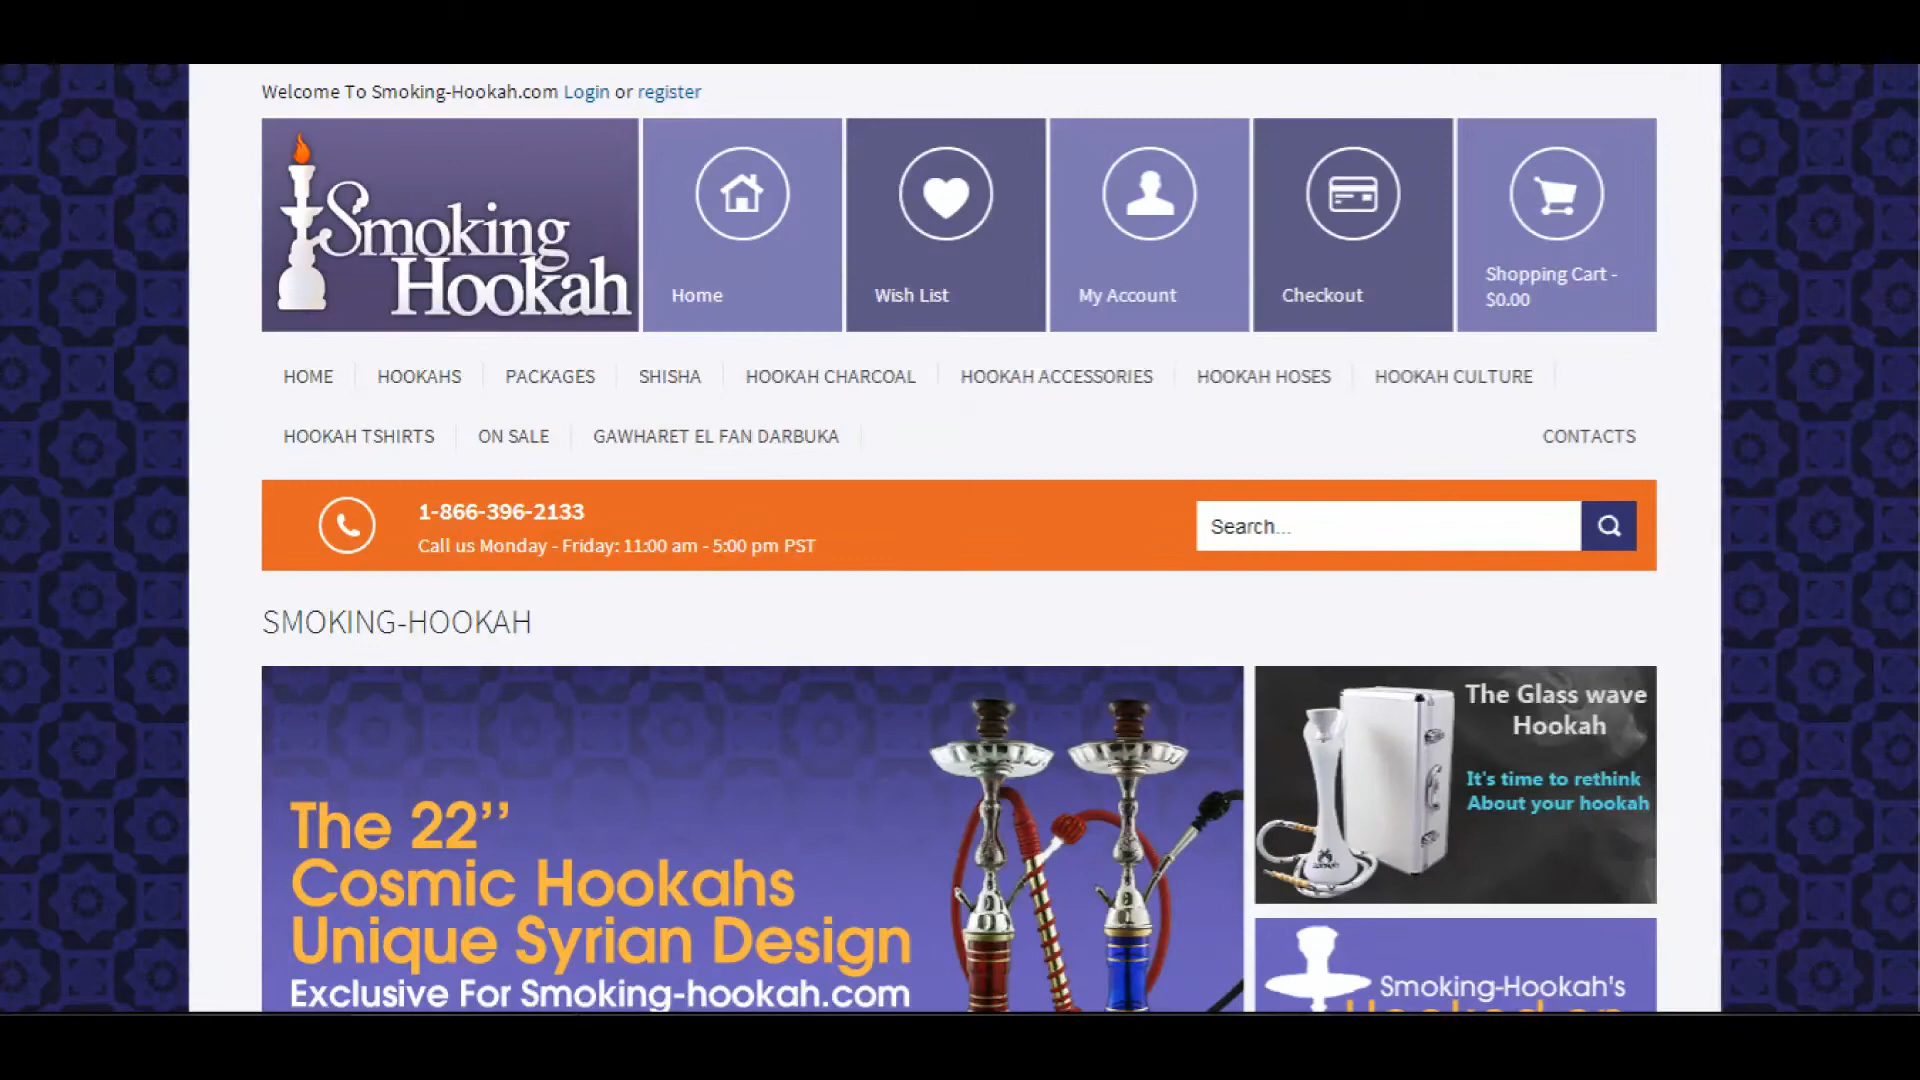 Welcome To Smoking-Hookah.com Login or register
Smoking
Hookah
Home
Wish List
My Account
Checkout
Shopping Cart -
$0.00
HOME
HOOKAHS
PACKAGES
SHISHA
HOOKAH CHARCOAL
HOOKAH ACCESSORIES
HOOKAH HOSES
HOOKAH CULTURE
HOOKAH TSHIRTS
ON SALE
GAWHARET EL FAN DARBUKA
CONTACTS
1-866-396-2133
Call us Monday - Friday: 11:00 am - 5:00 pm PST
Search...
SMOKING-HOOKAH
The 22’’
Cosmic Hookahs
Unique Syrian Design
Exclusive For Smoking-hookah.com
The Glass wave
Hookah
It's time to rethink
About your hookah
Smoking-Hookah's